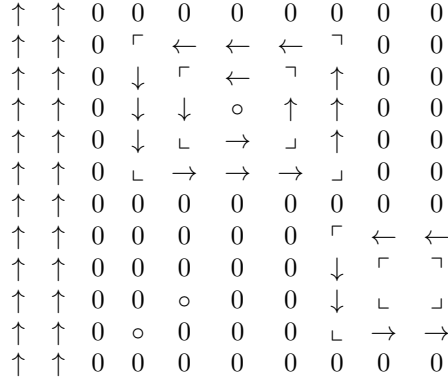 ↑ ↑ 0 0 0 0 0 0 0 0
↑ ↑ 0 ⌜ ← ← ← ⌝ 0 0
↑ ↑ 0 ↓ ⌜ ← ⌝ ↑ 0 0
↑ ↑ 0 ↓ ↓ ∘ ↑ ↑ 0 0
↑ ↑ 0 ↓ ⌞ → ⌟ ↑ 0 0
↑ ↑ 0 ⌞ → → → ⌟ 0 0
↑ ↑ 0 0 0 0 0 0 0 0
↑ ↑ 0 0 0 0 0 ⌜ ← ←
↑ ↑ 0 0 0 0 0 ↓ ⌜ ⌝
↑ ↑ 0 0 ∘ 0 0 ↓ ⌞ ⌞
↑ ↑ 0 ∘ 0 0 0 ⌞ → →
↑ ↑ 0 0 0 0 0 0 0 0